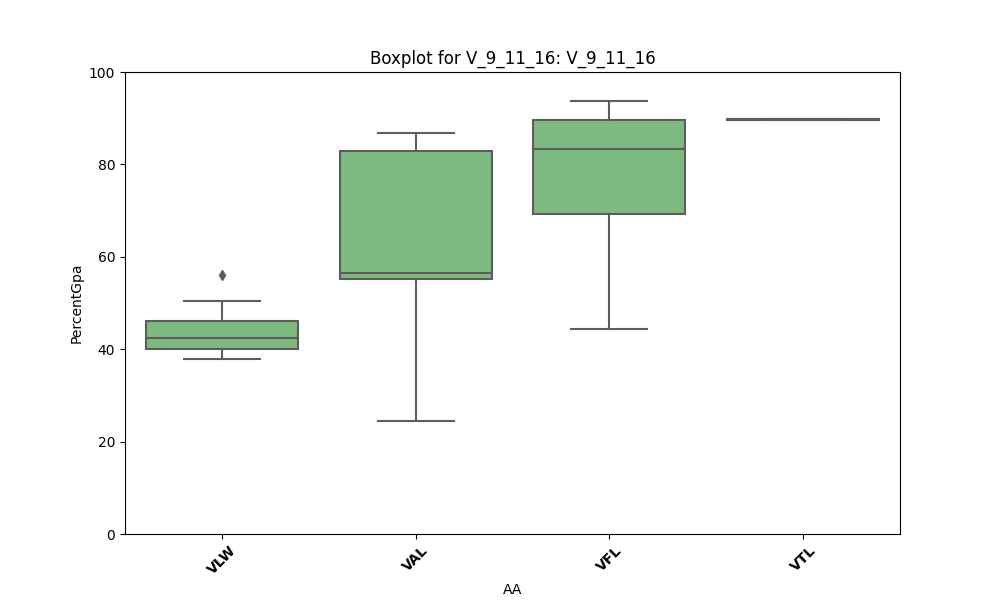 Boxplot for V_9_11_16: V_9_11_16
100
80
60
40
20
0
PercentGpa
VLW
VAL
VFL
VTL
AA